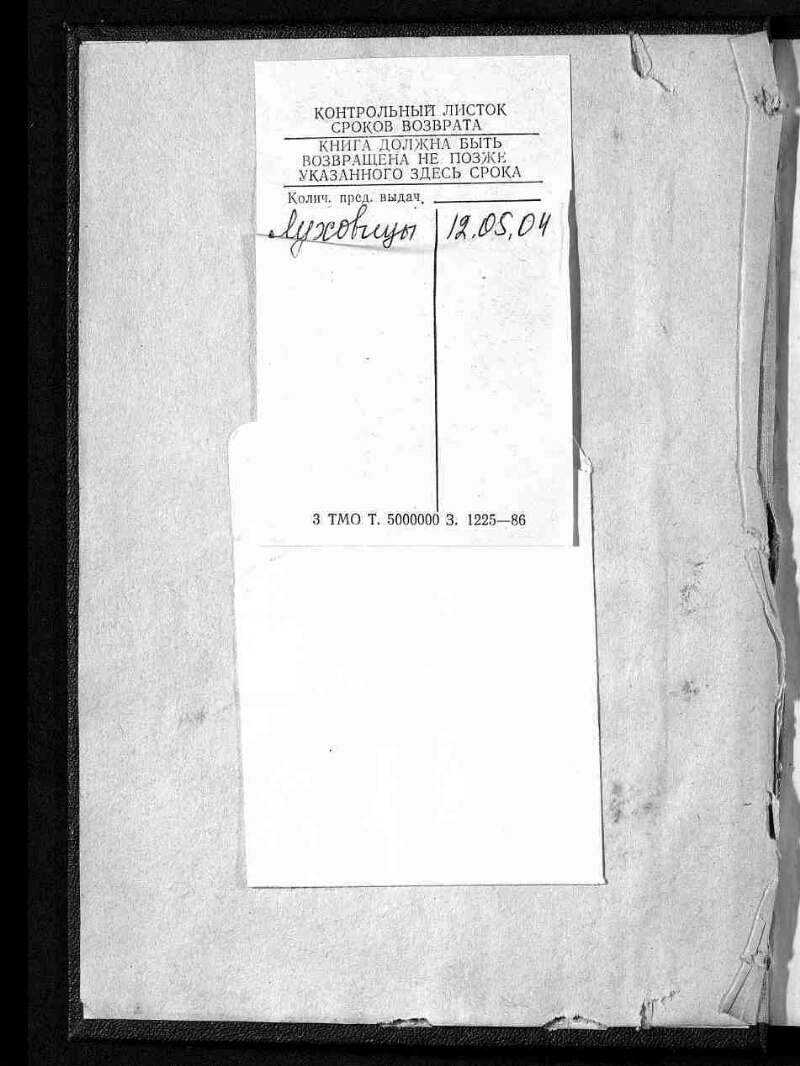 КОНТРОЛЬНЫЙ ЛИСТОК
СРОКОВ ВОЗВРАТА
КНИГА ДОЛЖНА БЫТЬ
ВОЗВРАЩЕНА НЕ ПОЗЖЕ
УКАЗАННОГО ЗДЕСЬ СРОКА
Колич. пред. выдач.
Луховицы 12.05.04
3 ТМО Т. 5000000 З. 1225—86